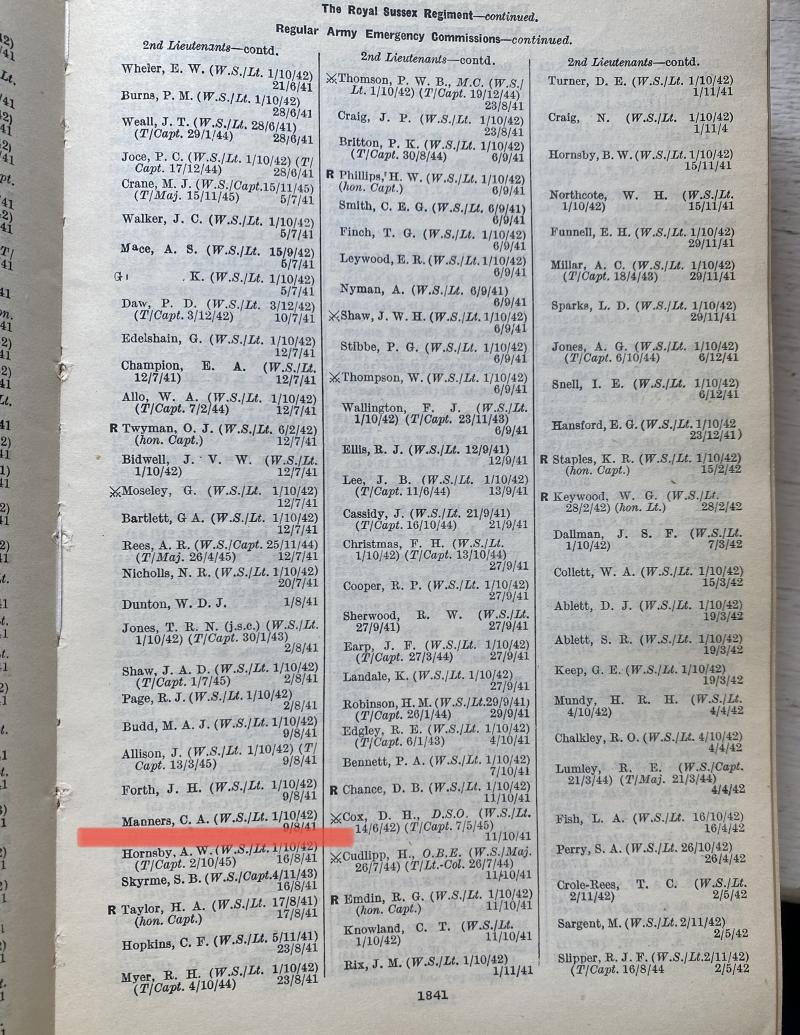 The Royal Sussex Regiment—continued.
Regular Army Emergency Commissions—continued.
2nd Lieutenants—contd.
Wheler, E. W. (W.S./Lt. 1/10/42)
21/6/41
Burns, P. M. (W.S./Lt. 1/10/42)
28/6/41
Weall, J. T. (W.S./Lt. 28/6/41)
(T/Capt. 29/1/44) 28/6/41
Joce, P. C. (W.S./Lt. 1/10/42) (T/
Capt. 17/12/44) 28/6/41
Crane, M. J. (W.S./Capt.15/11/45)
(T/Maj. 15/11/45) 5/7/41
Walker, J. C. (W.S./Lt. 1/10/42)
5/7/41
Mace, A. S. (W.S./Lt. 15/9/42)
5/7/41
K. (W.S./Lt. 1/10/42)
5/7/41
Daw, P. D. (W.S./Lt. 3/12/42)
(T/Capt. 3/12/42) 10/7/41
Edelshain, G. (W.S./Lt. 1/10/42)
12/7/41
Champion, E. A. (W.S./Lt.
12/7/41) 12/7/41
Allo, W. A. (W.S./Lt. 1/10/42)
(T/Capt. 7/2/44) 12/7/41
R Twyman, O. J. (W.S./Lt. 6/2/42)
(hon. Capt.) 12/7/41
Bidwell, J. V. W. (W.S./Lt.
1/10/42) 12/7/41
⚔Moseley, G. (W.S./Lt. 1/10/42)
12/7/41
Bartlett, G A. (W.S./Lt. 1/10/42)
12/7/41
Rees, A. R. (W.S./Capt. 25/11/44)
(T/Maj. 26/4/45) 12/7/41
Nicholls, N. R. (W.S./Lt. 1/10/42)
20/7/41
Dunton, W. D. J. 1/8/41
Jones, T. R. N. (j.s.c.) (W.S./Lt.
1/10/42) (T/Capt. 30/1/43)
2/8/41
Shaw, J. A. D. (W.S./Lt. 1/10/42)
(T/Capt. 1/7/45) 2/8/41
Page, R. J. (W.S./Lt. 1/10/42)
2/8/41
Budd, M. A. J. (W.S./Lt. 1/10/42)
9/8/41
Allison, J. (W.S./Lt. 1/10/42) (T/
Capt. 13/3/45) 9/8/41
Forth, J. H. (W.S./Lt. 1/10/42)
9/8/41
Manners, C. A. (W.S./Lt. 1/10/42)
9/8/41
Hornsby, A. W. (W.S./Lt. 1/10/42)
(T/Capt. 2/10/45) 16/8/41
Skyrme, S. B. (W.S./Capt.4/11/43)
16/8/41
R Taylor, H. A. (W.S./Lt. 17/8/41)
(hon. Capt.) 17/8/41
Hopkins, C. F. (W.S./Lt. 5/11/41)
23/8/41
Myer, R. H. (W.S./Lt. 1/10/42)
(T/Capt. 4/10/44) 23/8/41
2nd Lieutenants—contd.
⚔Thomson, P. W. B., M.C. (W.S./
Lt. 1/10/42) (T/Capt. 19/12/44)
23/8/41
Craig, J. P. (W.S./Lt. 1/10/42)
23/8/41
Britton, P. K. (W.S./Lt. 1/10/42)
(T/Capt. 30/8/44) 6/9/41
R Phillips, H. W. (W.S./Lt. 1/10/42)
(hon. Capt.) 6/9/41
Smith, C. E. G. (W.S./Lt. 6/9/41)
6/9/41
Finch, T. G. (W.S./Lt. 1/10/42)
6/9/41
Leywood, E. R. (W.S./Lt. 1/10/42)
6/9/41
Nyman, A. (W.S./Lt. 6/9/41)
6/9/41
⚔Shaw, J. W. H. (W.S./Lt. 1/10/42)
6/9/41
Stibbe, P. G. (W.S./Lt. 1/10/42)
6/9/41
⚔Thompson, W. (W.S./Lt. 1/10/42)
6/9/41
Wallington, F. J. (W.S./Lt.
1/10/42) (T/Capt. 23/11/43)
6/9/41
Ellis, R. J. (W.S./Lt. 12/9/41)
12/9/41
Lee, J. B. (W.S./Lt. 1/10/42)
(T/Capt. 11/6/44) 13/9/41
Cassidy, J. (W.S./Lt. 21/9/41)
(T/Capt. 16/10/44) 21/9/41
Christmas, F. H. (W.S./Lt.
1/10/42) (T/Capt. 13/10/44)
27/9/41
Cooper, R. P. (W.S./Lt. 1/10/42)
27/9/41
Sherwood, R. W. (W.S./Lt.
27/9/41) 27/9/41
Earp, J. F. (W.S./Lt. 1/10/42)
(T/Capt. 27/3/44) 27/9/41
Landale, K. (W.S./Lt. 1/10/42)
27/9/41
Robinson, H. M. (W.S./Lt.29/9/41)
(T/Capt. 26/1/44) 29/9/41
Edgley, R. E. (W.S./Lt. 1/10/42)
(T/Capt. 6/1/43) 4/10/41
Bennett, P. A. (W.S./Lt. 1/10/42)
7/10/41
R Chance, D. B. (W.S./Lt. 1/10/42)
11/10/41
⚔Cox, D. H., D.S.O. (W.S./Lt.
14/6/42) (T/Capt. 7/5/45)
11/10/41
⚔Cudlipp, H., O.B.E. (W.S./Maj.
26/7/44) (T/Lt.-Col. 26/7/44)
11/10/41
R Emdin, R. G. (W.S./Lt. 1/10/42)
(hon. Capt.) 11/10/41
Knowland, C. T. (W.S./Lt.
1/10/42) 11/10/41
Rix, J. M. (W.S./Lt. 1/10/42)
1/11/41
2nd Lieutenants—contd.
Turner, D. E. (W.S./Lt. 1/10/42)
1/11/41
Craig, N. (W.S./Lt. 1/10/42)
1/11/4
Hornsby, B. W. (W.S./Lt. 1/10/42)
15/11/41
Northcote, W. H. (W.S./Lt.
1/10/42) 15/11/41
Funnell, E. H. (W.S./Lt. 1/10/42)
29/11/41
Millar, A. C. (W.S./Lt. 1/10/42)
(T/Capt. 18/4/43) 29/11/41
Sparks, L. D. (W.S./Lt. 1/10/42)
29/11/41
Jones, A. G. (W.S./Lt. 1/10/42)
(T/Capt. 6/10/44) 6/12/41
Snell, I. E. (W.S./Lt. 1/10/42)
6/12/41
Hansford, E. G. (W.S./Lt. 1/10/42
23/12/41)
R Staples, K. R. (W.S./Lt. 1/10/42)
(hon. Capt.) 15/2/42
R Keywood, W. G. (W.S./Lt.
28/2/42) (hon. Lt.) 28/2/42
Dallman, J. S. F. (W.S./Lt.
1/10/42) 7/3/42
Collett, W. A. (W.S./Lt. 1/10/42)
15/3/42
Ablett, D. J. (W.S./Lt. 1/10/42)
19/3/42
Ablett, S. R. (W.S./Lt. 1/10/42)
19/3/42
Keep, G. E. (W.S./Lt. 1/10/42)
19/3/42
Mundy, H. R. H. (W.S./Lt.
4/10/42) 4/4/42
Chalkley, R. O. (W.S./Lt. 4/10/42)
4/4/42
Lumley, R. E. (W.S./Capt.
21/3/44) (T/Maj. 21/3/44)
4/4/42
Fish, L. A. (W.S./Lt. 16/10/42)
16/4/42
Perry, S. A. (W.S./Lt. 26/10/42)
26/4/42
Crole-Rees, T. C. (W.S./Lt.
2/11/42) 2/5/42
Sargent, M. (W.S./Lt. 2/11/42)
2/5/42
Slipper, R. J. F. (W.S./Lt.2/11/42)
(T/Capt. 16/8/44 2/5/42
1841